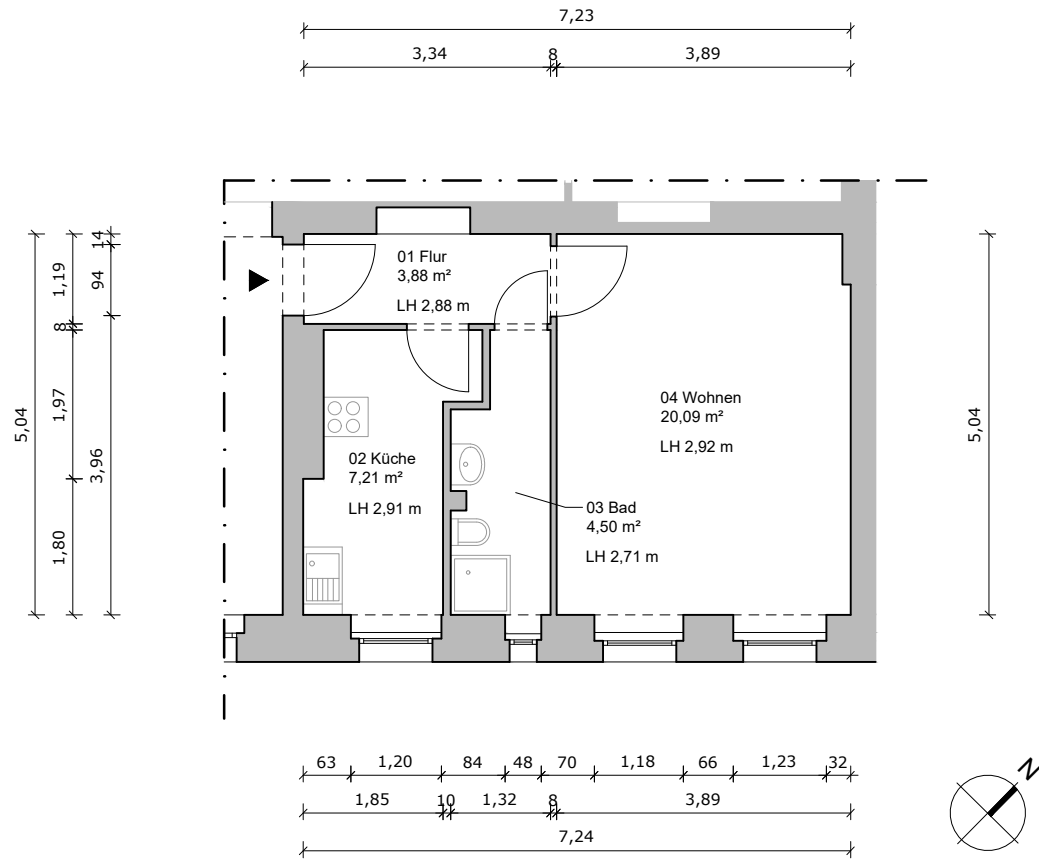 7,23
3,34 8 3,89
14
94
1,19
8
1,97
5,04
3,96
1,80
01 Flur
3,88 m²
LH 2,88 m
04 Wohnen
20,09 m²
LH 2,92 m
5,04
02 Küche
7,21 m²
LH 2,91 m
03 Bad
4,50 m²
LH 2,71 m
63 1,20 84 48 70 1,18 66 1,23 32
1,85 10 1,32 8 3,89
7,24
N